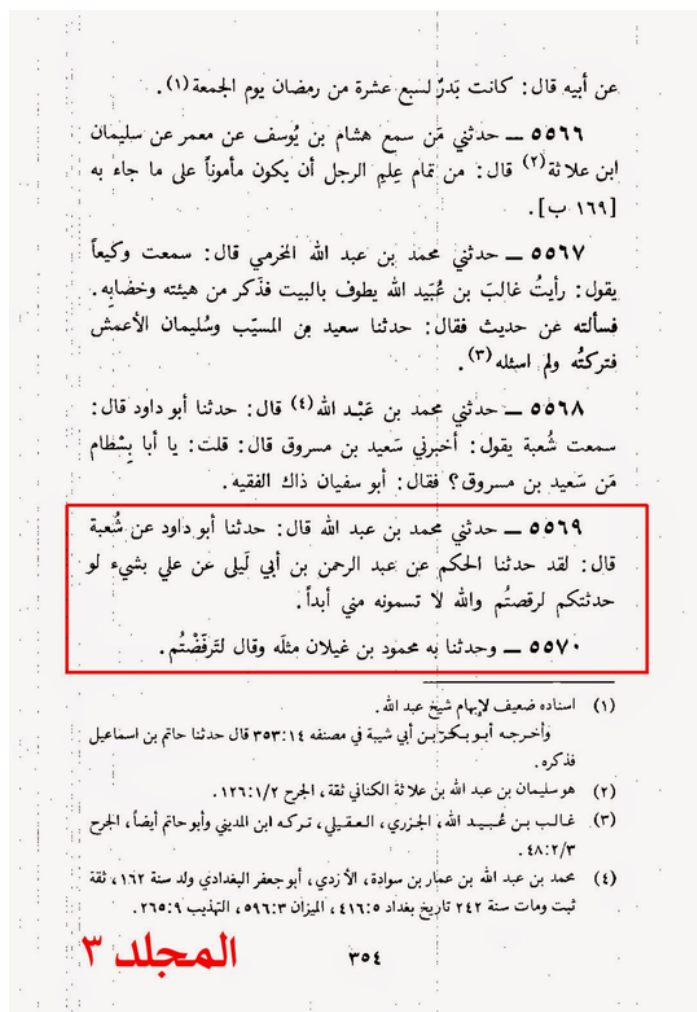 عن أبيه قال: كانت بَدرٌ لسبع عشرة من رمضان يوم الجمعة(١).
٥٥٦٦ — حدثني مَن سمع هشام بن يُوسف عن معمر عن سليمان
ابن علاثة(٢) قال: من تمام عِلمِ الرجل أن يكون مأموناً على ما جاء به
[١٦٩ ب].
٥٥٦٧ — حدثني محمد بن عبد الله المخرمي قال: سمعت وكيعاً
يقول: رأيتُ غالبَ بن عُبَيد الله يطوف بالبيت فذَكر من هيئته وخضابِه.
فسألته عن حديث فقال: حدثنا سعيد بن المسيّب وسُليمان الأعمش
فتركتُه ولم اسئله(٣).
٥٥٦٨ — حدثني محمد بن عَبْد الله(٤) قال: حدثنا أبو داود قال:
سمعت شُعبة يقول: أخبرني سَعيد بن مسروق قال: قلت: يا أبا بِسْطام
مَن سَعيد بن مسروق؟ فقال: أبو سفيان ذاك الفقيه.
٥٥٦٩ — حدثني محمد بن عبد الله قال: حدثنا أبو داود عن شُعبة
قال: لقد حدثنا الحكم عن عبد الرحمن بن أبي لَيلى عن علي بشيء لو
حدثتكم لرقصتُم والله لا تسمونه مني أبداً.
٥٥٧٠ — وحدثنا به محمود بن غيلان مثلَه وقال لتَرفَّضْتُم.
(١) اسناده ضعيف لإبهام شيخ عبد الله.
وأخرجه أبو بكر بن أبي شيبة في مصنفه ٣٥٣:١٤ قال حدثنا حاتم بن اسماعيل
فذكره.
(٢) هو سليمان بن عبد الله بن علاثة الكناني ثقة، الجرح ١٢٦:١/٢.
(٣) غالب بن عُبيد الله، الجزري، العقيلي، تركه ابن المديني وأبو حاتم أيضاً، الجرح
٤٨:٢/٣.
(٤) محمد بن عبد الله بن عمار بن سوادة، الأزدي، أبو جعفر البغدادي ولد سنة ١٦٢، ثقة
ثبت ومات سنة ٢٤٢ تاريخ بغداد ٤١٦:٥، الميزان ٥٩٦:٣، التهذيب ٢٦٥:٩.
٣٥٤
المجلد ٣